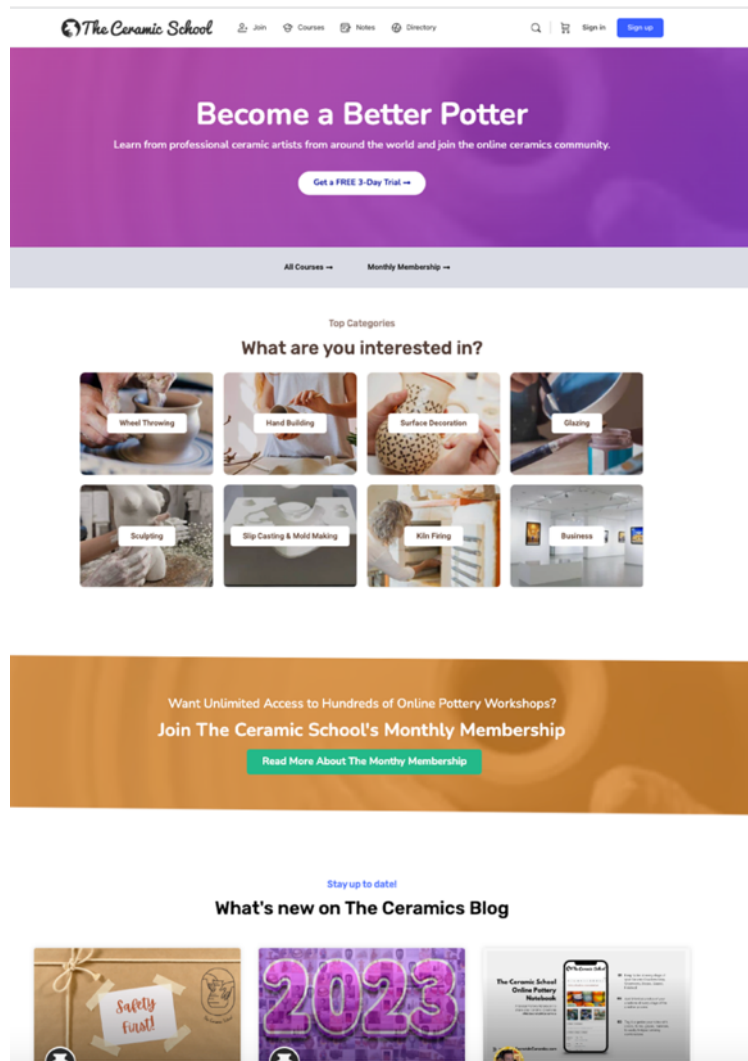 The Ceramic School
Join
Courses
Notes
Directory
Sign in
Sign up
Become a Better Potter
Learn from professional ceramic artists from around the world and join the online ceramics community.
Get a FREE 3-Day Trial →
All Courses →
Monthly Membership →
Top Categories
What are you interested in?
Wheel Throwing
Hand Building
Surface Decoration
Glazing
Sculpting
Slip Casting & Mold Making
Kiln Firing
Business
Want Unlimited Access to Hundreds of Online Pottery Workshops?
Join The Ceramic School's Monthly Membership
Read More About The Monthy Membership
Stay up to date!
What's new on The Ceramics Blog
Safety
First!
2023
The Ceramic School
Online Pottery
Notebook
The Ceramic School